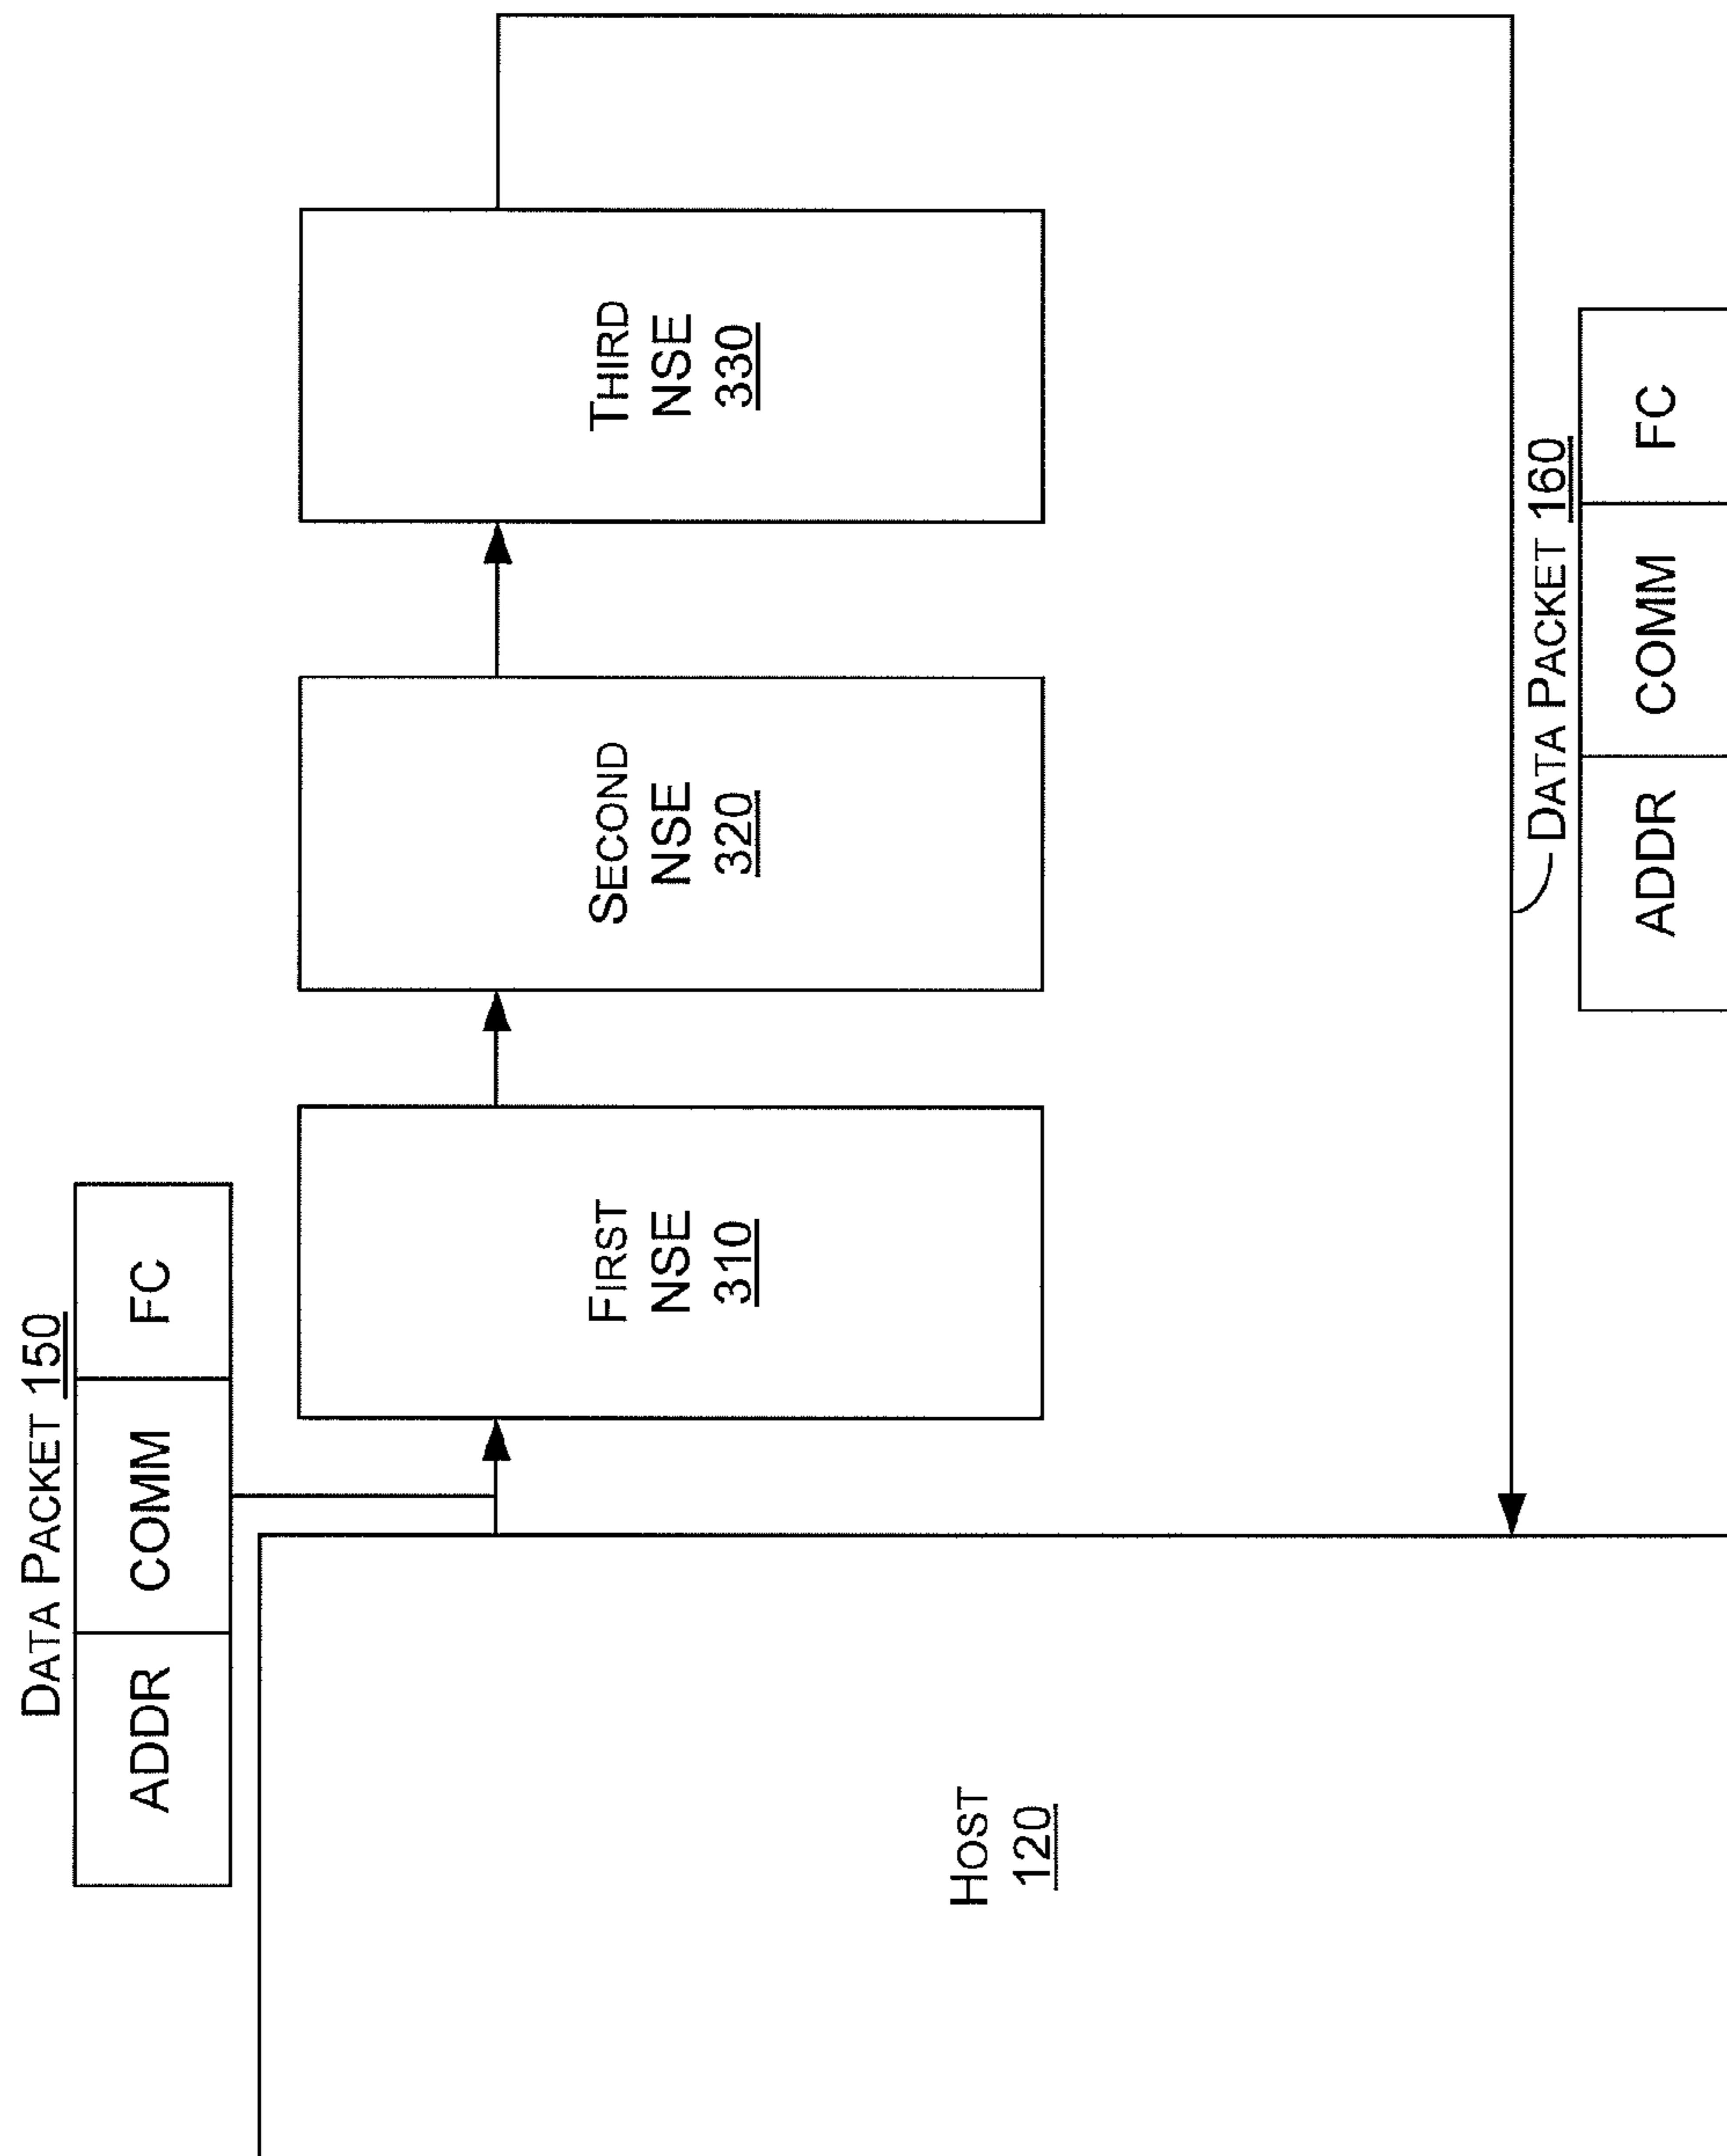 DATA PACKET 150
ADDR COMM FC
HOST
120
FIRST
NSE
310
SECOND
NSE
320
THIRD
NSE
330
DATA PACKET 160
ADDR COMM FC